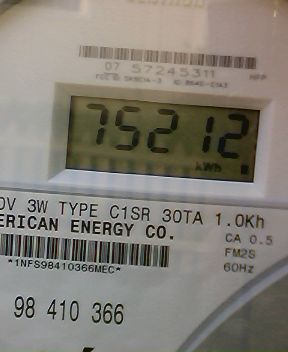 07 57245311
75212
kWh
0V 3W TYPE C1SR 30TA 1.0Kh
ERICAN ENERGY CO.
CA 0.5
FM2S
60Hz
*1NFS98410366MEC*
98 410 366